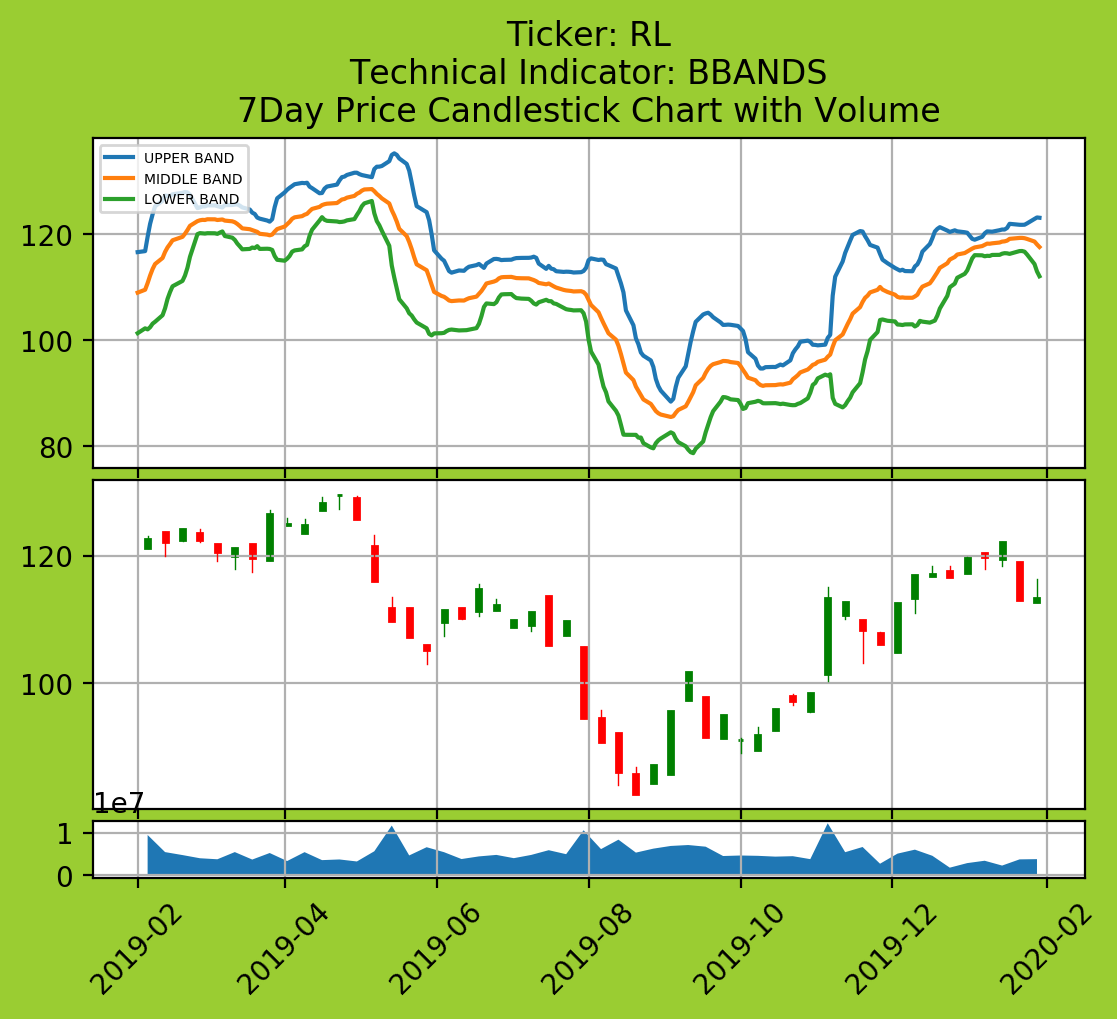 Ticker: RL
Technical Indicator: BBANDS
7Day Price Candlestick Chart with Volume
UPPER BAND
MIDDLE BAND
LOWER BAND
120
100
80
120
100
1e7
1
0
2019-02
2019-04
2019-06
2019-08
2019-10
2019-12
2020-02